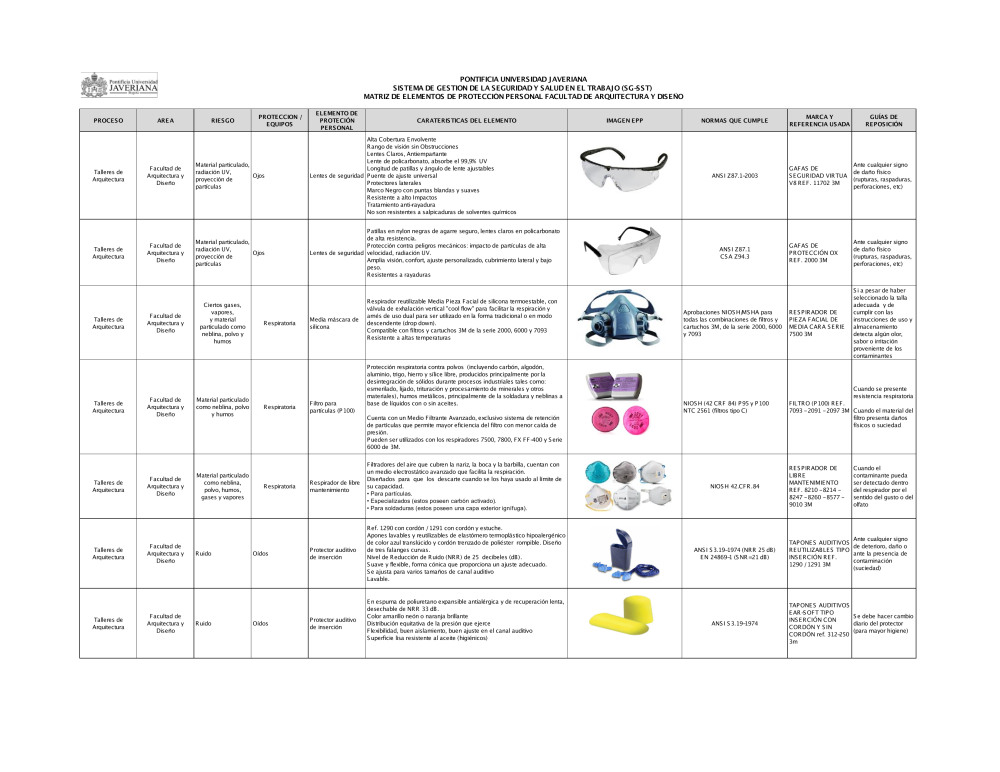 Pontificia Universidad
JAVERIANA
Bogotá
PONTIFICIA UNIVERSIDAD JAVERIANA
SISTEMA DE GESTION DE LA SEGURIDAD Y SALUD EN EL TRABAJO (SG-SST)
MATRIZ DE ELEMENTOS DE PROTECCION PERSONAL FACULTAD DE ARQUITECTURA Y DISEÑO
PROCESO
AREA
RIESGO
PROTECCION /
EQUIPOS
ELEMENTO DE
PROTECIÓN
PERSONAL
CARATERISTICAS DEL ELEMENTO
IMAGEN EPP
NORMAS QUE CUMPLE
MARCA Y
REFERENCIA USADA
GUÍAS DE
REPOSICIÓN
Talleres de
Arquitectura
Facultad de
Arquitectura y
Diseño
Material particulado,
radiación UV,
proyección de
partículas
Ojos
Lentes de seguridad
Alta Cobertura Envolvente
Rango de visión sin Obstrucciones
Lentes Claros, Antiempañante
Lente de policarbonato, absorbe el 99,9% UV
Longitud de patillas y ángulo de lente ajustables
Puente de ajuste universal
Protectores laterales
Marco Negro con puntas blandas y suaves
Resistente a alto Impactos
Tratamiento anti-rayadura
No son resistentes a salpicaduras de solventes químicos
ANSI Z87.1-2003
GAFAS DE
SEGURIDAD VIRTUA
V8 REF. 11702 3M
Ante cualquier signo
de daño físico
(rupturas, raspaduras,
perforaciones, etc)
Talleres de
Arquitectura
Facultad de
Arquitectura y
Diseño
Material particulado,
radiación UV,
proyección de
partículas
Ojos
Lentes de seguridad
Patillas en nylon negras de agarre seguro, lentes claros en policarbonato
de alta resistencia.
Protección contra peligros mecánicos: impacto de partículas de alta
velocidad, radiación UV.
Amplia visión, confort, ajuste personalizado, cubrimiento lateral y bajo
peso.
Resistentes a rayaduras
ANSI Z87.1
CSA Z94.3
GAFAS DE
PROTECCIÓN OX
REF. 2000 3M
Ante cualquier signo
de daño físico
(rupturas, raspaduras,
perforaciones, etc)
Talleres de
Arquitectura
Facultad de
Arquitectura y
Diseño
Ciertos gases,
vapores,
y material
particulado como
neblina, polvo y
humos
Respiratoria
Media máscara de
silicona
Respirador reutilizable Media Pieza Facial de silicona termoestable, con
válvula de exhalación vertical "cool flow" para facilitar la respiración y
arnés de uso dual para ser utilizado en la forma tradicional o en modo
descendente (drop down).
Compatible con filtros y cartuchos 3M de la serie 2000, 6000 y 7093
Resistente a altas temperaturas
Aprobaciones NIOSH,MSHA para
todas las combinaciones de filtros y
cartuchos 3M, de la serie 2000, 6000
y 7093
RESPIRADOR DE
PIEZA FACIAL DE
MEDIA CARA SERIE
7500 3M
Si a pesar de haber
seleccionado la talla
adecuada y de
cumplir con las
instrucciones de uso y
almacenamiento
detecta algún olor,
sabor o irritación
proveniente de los
contaminantes
Talleres de
Arquitectura
Facultad de
Arquitectura y
Diseño
Material particulado
como neblina, polvo
y humos
Respiratoria
Filtro para
partículas (P100)
Protección respiratoria contra polvos (incluyendo carbón, algodón,
aluminio, trigo, hierro y sílice libre, producidos principalmente por la
desintegración de sólidos durante procesos industriales tales como:
esmerilado, lijado, trituración y procesamiento de minerales y otros
materiales), humos metálicos, principalmente de la soldadura y neblinas a
base de líquidos con o sin aceites.
Cuenta con un Medio Filtrante Avanzado, exclusivo sistema de retención
de partículas que permite mayor eficiencia del filtro con menor caída de
presión.
Pueden ser utilizados con los respiradores 7500, 7800, FX FF-400 y Serie
6000 de 3M.
NIOSH (42 CRF 84) P95 y P100
NTC 2561 (filtros tipo C)
FILTRO (P100) REF.
7093 –2091 –2097 3M
Cuando se presente
resistencia respiratoria
Cuando el material del
filtro presenta daños
físicos o suciedad
Talleres de
Arquitectura
Facultad de
Arquitectura y
Diseño
Material particulado
como neblina,
polvo, humos,
gases y vapores
Respiratoria
Respirador de libre
mantenimiento
Filtradores del aire que cubren la nariz, la boca y la barbilla, cuentan con
un medio electrostático avanzado que facilita la respiración.
Diseñados para que los descarte cuando se los haya usado al límite de
su capacidad.
• Para partículas.
• Especializados (estos poseen carbón activado).
• Para soldaduras (estos poseen una capa exterior ignífuga).
NIOSH 42.CFR.84
RESPIRADOR DE
LIBRE
MANTENIMIENTO
REF. 8210 –8214 –
8247 –8260 –8577 –
9010 3M
Cuando el
contaminante pueda
ser detectado dentro
del respirador por el
sentido del gusto o del
olfato
Talleres de
Arquitectura
Facultad de
Arquitectura y
Diseño
Ruido
Oídos
Protector auditivo
de inserción
Ref. 1290 con cordón / 1291 con cordón y estuche.
Apones lavables y reutilizables de elastómero termoplástico hipoalergénico
de color azul translúcido y cordón trenzado de poliéster rompible. Diseño
de tres falanges curvas.
Nivel de Reducción de Ruido (NRR) de 25 decibeles (dB).
Suave y flexible, forma cónica que proporciona un ajuste adecuado.
Se ajusta para varios tamaños de canal auditivo
Lavable.
ANSI S3.19-1974 (NRR 25 dB)
EN 24869-1 (SNR=21 dB)
TAPONES AUDITIVOS
REUTILIZABLES TIPO
INSERCIÓN REF.
1290 / 1291 3M
Ante cualquier signo
de deterioro, daño o
ante la presencia de
contaminación
(suciedad)
Talleres de
Arquitectura
Facultad de
Arquitectura y
Diseño
Ruido
Oídos
Protector auditivo
de inserción
En espuma de poliuretano expansible antialérgica y de recuperación lenta,
desechable de NRR 33 dB.
Color amarillo neón o naranja brillante
Distribución equitativa de la presión que ejerce
Flexibilidad, buen aislamiento, buen ajuste en el canal auditivo
Superficie lisa resistente al aceite (higiénicos)
ANSI S3.19-1974
TAPONES AUDITIVOS
EAR-SOFT TIPO
INSERCIÓN CON
CORDÓN Y SIN
CORDÓN ref. 312-250
3m
Se debe hacer cambio
diario del protector
(para mayor higiene)